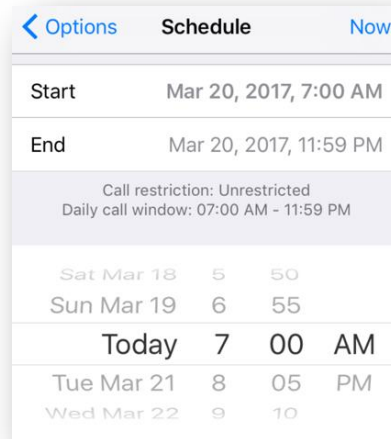 Options Schedule Now
Start Mar 20, 2017, 7:00 AM
End Mar 20, 2017, 11:59 PM
Call restriction: Unrestricted
Daily call window: 07:00 AM - 11:59 PM
Sat Mar 18 5 50
Sun Mar 19 6 55
Today 7 00 AM
Tue Mar 21 8 05 PM
Wed Mar 22 9 10